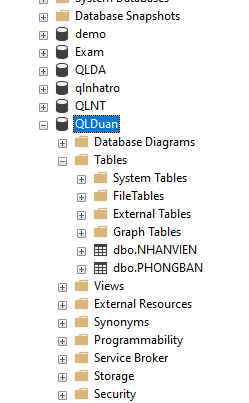 System Databases
Database Snapshots
demo
Exam
QLDA
qlnhatro
QLNT
QLDuan
Database Diagrams
Tables
System Tables
FileTables
External Tables
Graph Tables
dbo.NHANVIEN
dbo.PHONGBAN
Views
External Resources
Synonyms
Programmability
Service Broker
Storage
Security